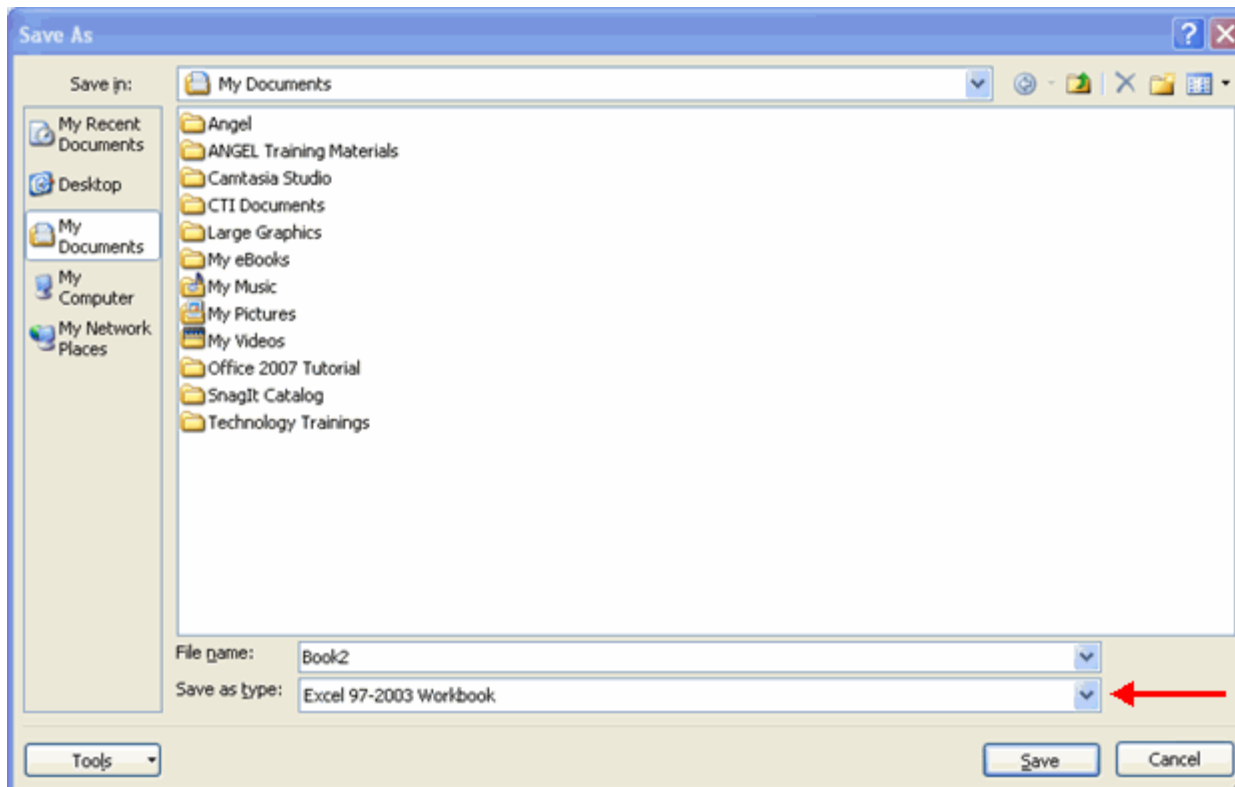 Save As
Save in:
My Documents
My Recent
Documents
Desktop
My
Documents
My
Computer
My Network
Places
Angel
ANGEL Training Materials
Camtasia Studio
CTI Documents
Large Graphics
My eBooks
My Music
My Pictures
My Videos
Office 2007 Tutorial
SnagIt Catalog
Technology Trainings
File name:
Book2
Save as type:
Excel 97-2003 Workbook
Tools
Save
Cancel